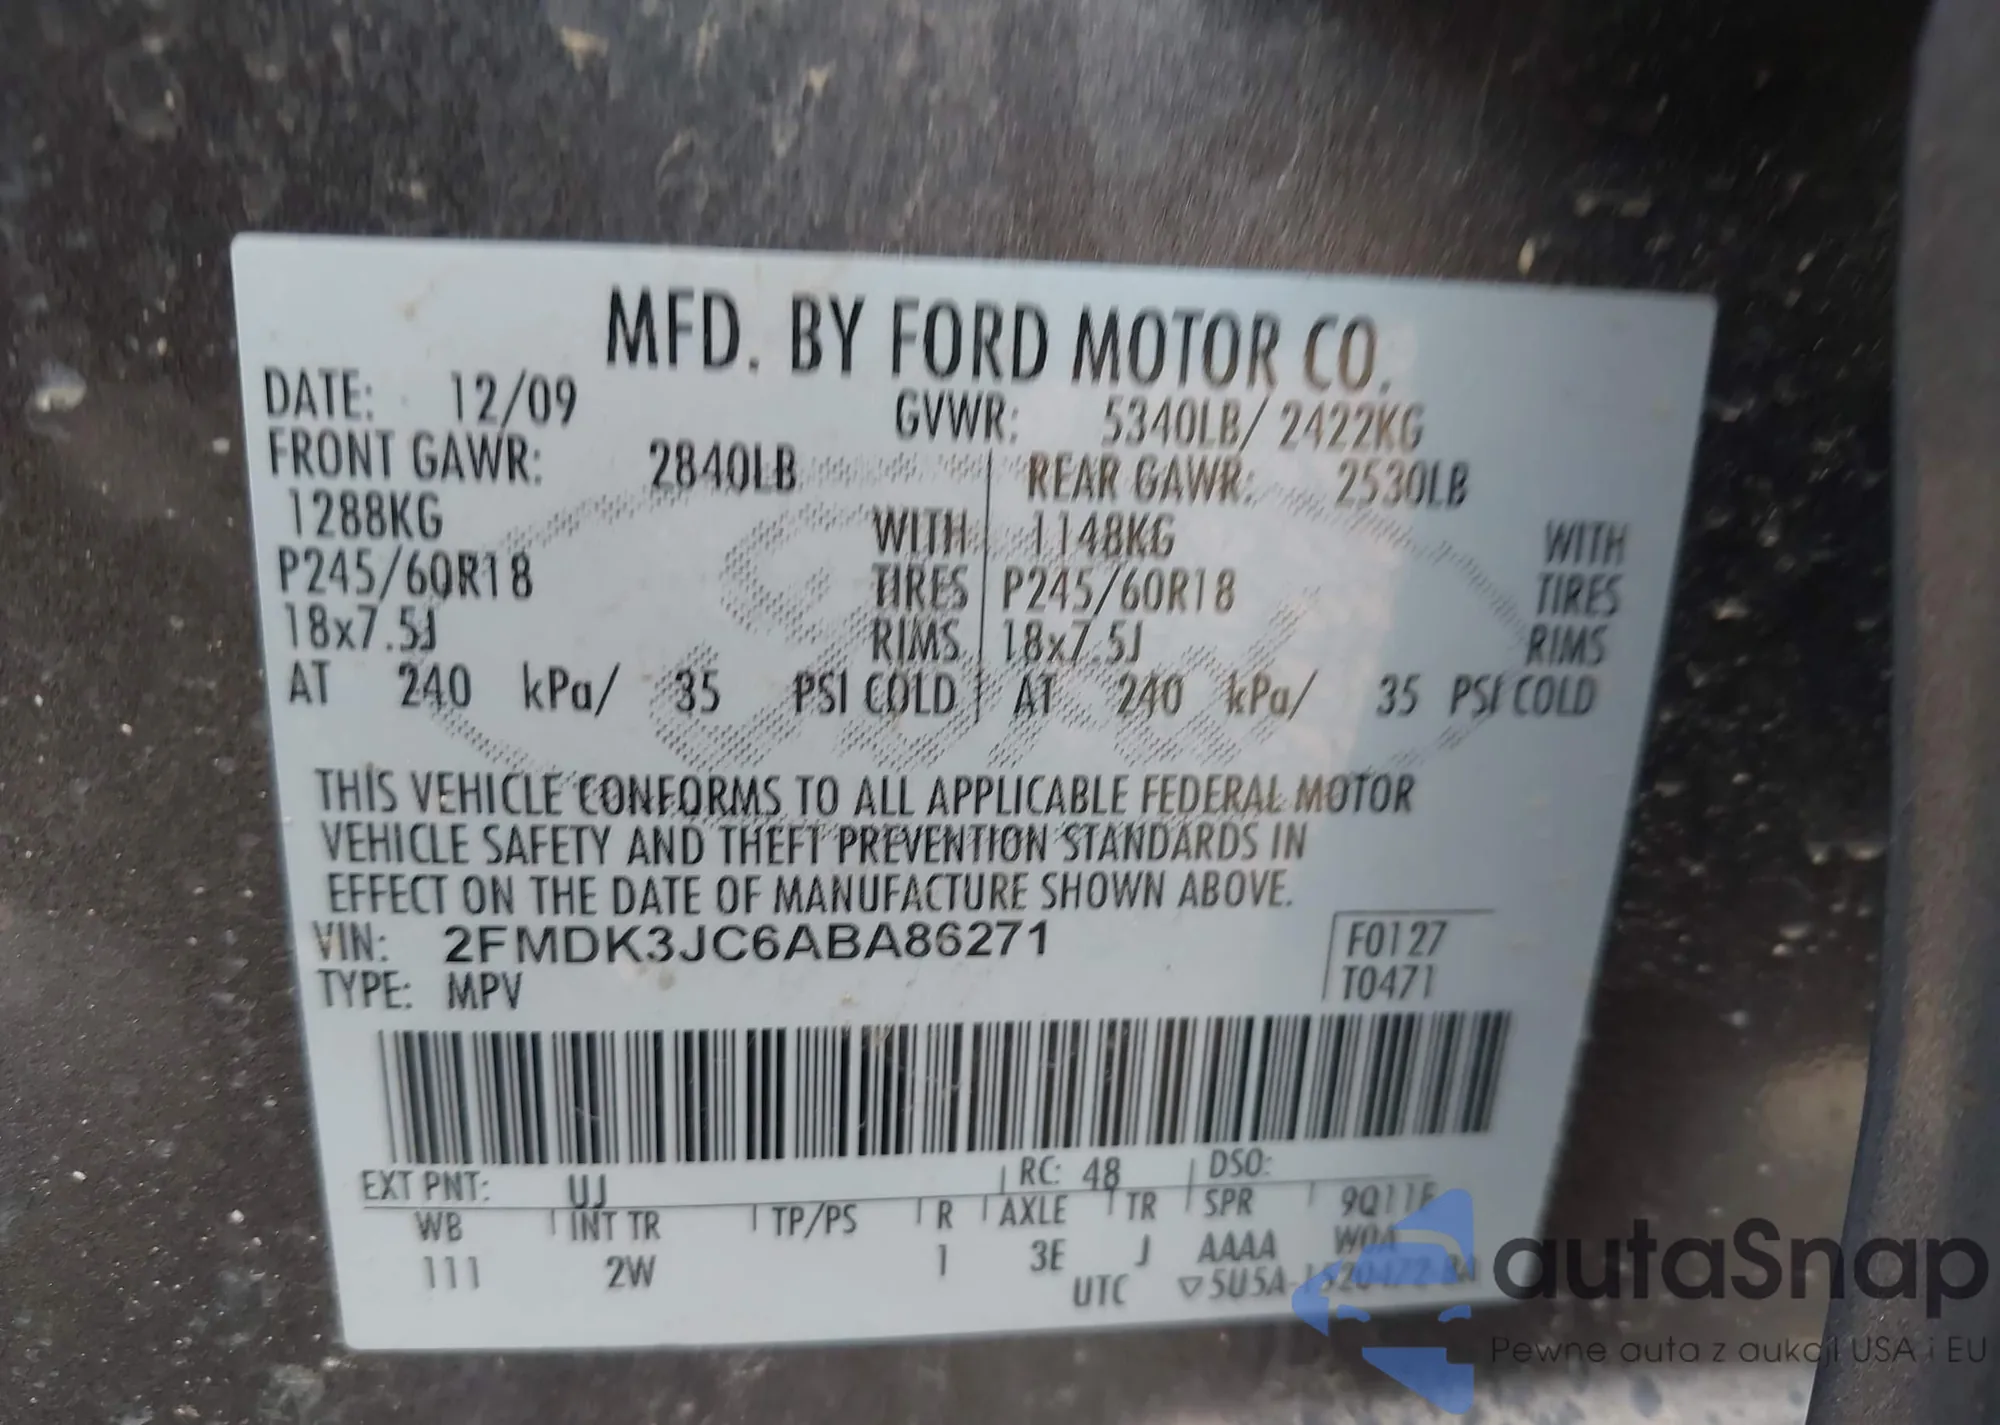 MFD. BY FORD MOTOR CO.
DATE: 12/09 GVWR: 5340LB/ 2422KG
FRONT GAWR: 2840LB REAR GAWR: 2530LB
1288KG WITH 1148KG WITH
P245/60R18 TIRES P245/60R18 TIRES
18x7.5J RIMS 18x7.5J RIMS
AT 240 kPa/ 35 PSI COLD AT 240 kPa/ 35 PSI COLD
THIS VEHICLE CONFORMS TO ALL APPLICABLE FEDERAL MOTOR
VEHICLE SAFETY AND THEFT PREVENTION STANDARDS IN
EFFECT ON THE DATE OF MANUFACTURE SHOWN ABOVE.
VIN: 2FMDK3JC6ABA86271 F0127
TYPE: MPV T0471
EXT PNT: UJ RC: 48 DSO:
WB INT TR TP/PS R AXLE TR SPR
111 2W 1 3E J AAAA
UTC
autaSnap
Pewne auta z aukcji USA i EU